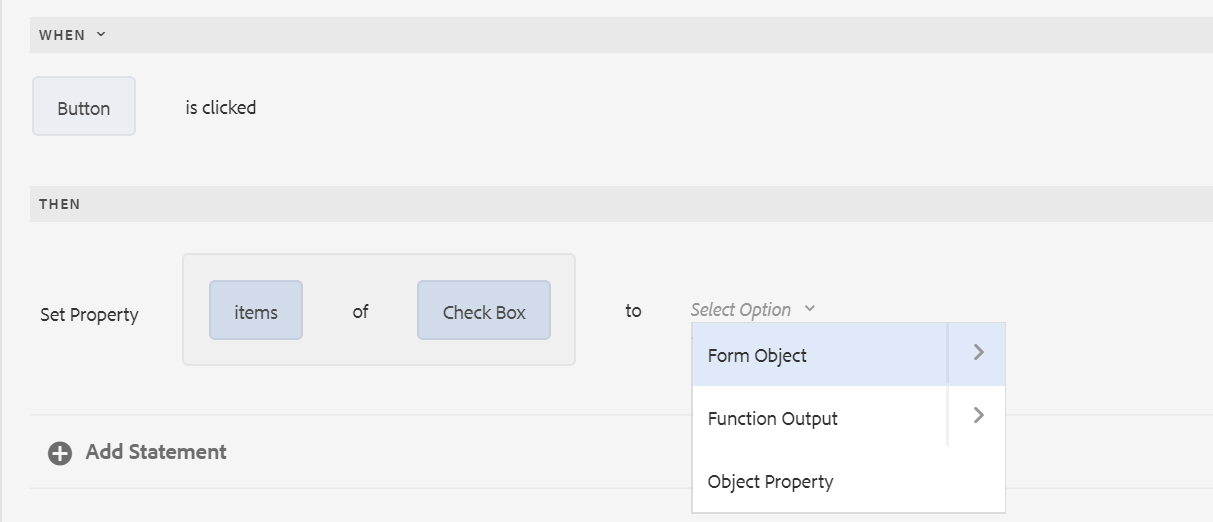 WHEN
Button is clicked
THEN
Set Property items of Check Box to Select Option
Form Object
Function Output
Object Property
Add Statement